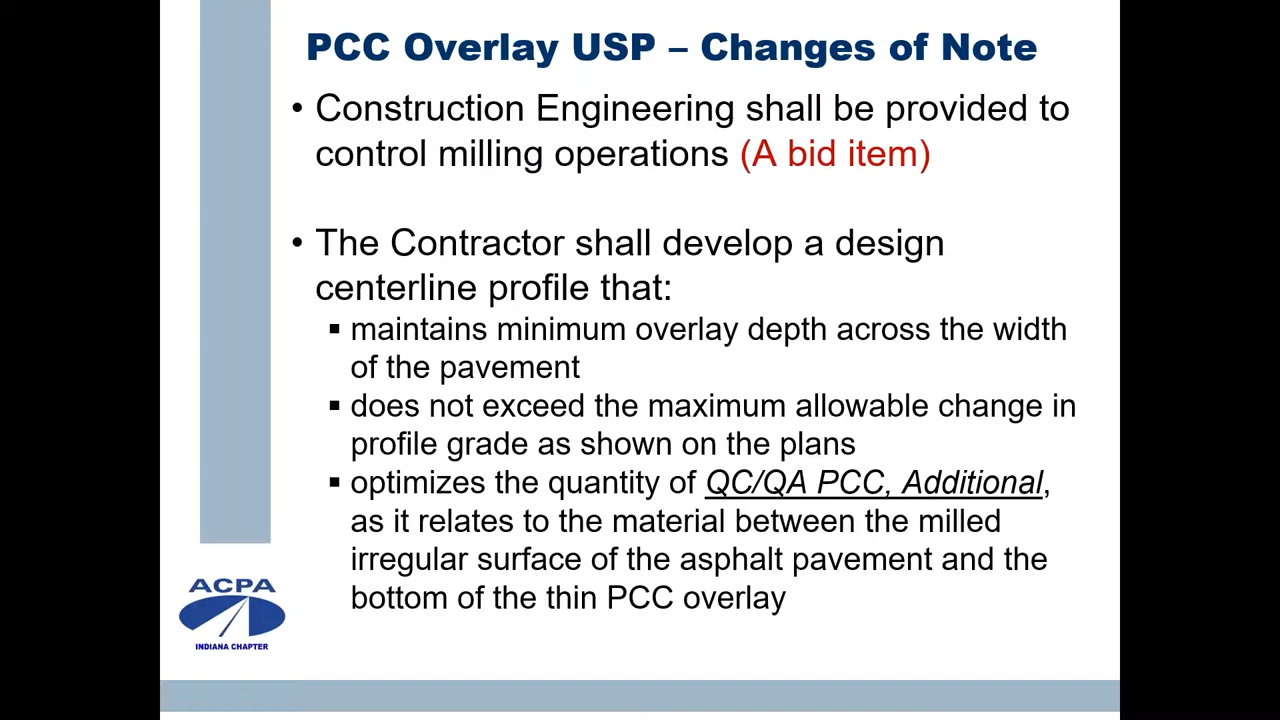 PCC Overlay USP – Changes of Note
• Construction Engineering shall be provided to
control milling operations (A bid item)
• The Contractor shall develop a design
centerline profile that:
▪ maintains minimum overlay depth across the width
of the pavement
▪ does not exceed the maximum allowable change in
profile grade as shown on the plans
▪ optimizes the quantity of QC/QA PCC, Additional,
as it relates to the material between the milled
irregular surface of the asphalt pavement and the
bottom of the thin PCC overlay
ACPA
INDIANA CHAPTER